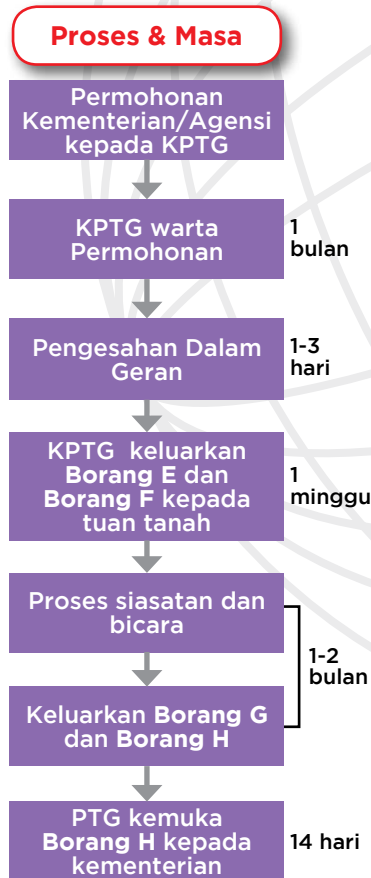 Proses & Masa
Permohonan
Kementerian/Agensi
kepada KPTG
KPTG warta
Permohonan
1
bulan
Pengesahan Dalam
Geran
1-3
hari
KPTG keluarkan
Borang E dan
Borang F kepada
tuan tanah
1
minggu
Proses siasatan dan
bicara
1-2
bulan
Keluarkan Borang G
dan Borang H
PTG kemuka
Borang H kepada
kementerian
14 hari